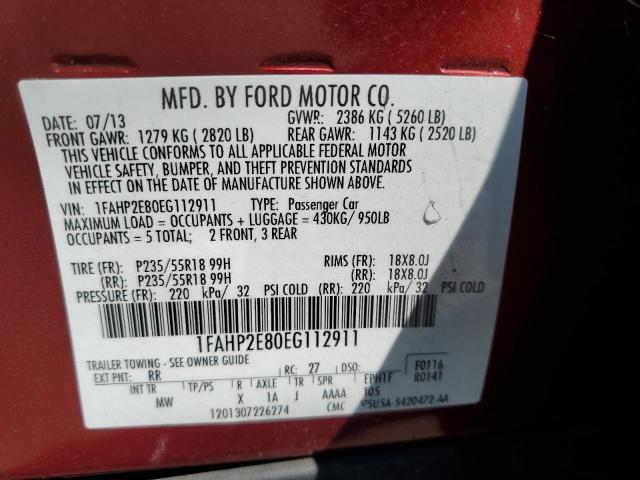 MFD. BY FORD MOTOR CO.
DATE: 07/13 GVWR: 2386 KG ( 5260 LB)
FRONT GAWR: 1279 KG ( 2820 LB) REAR GAWR: 1143 KG ( 2520 LB)
THIS VEHICLE CONFORMS TO ALL APPLICABLE FEDERAL MOTOR
VEHICLE SAFETY, BUMPER, AND THEFT PREVENTION STANDARDS
IN EFFECT ON THE DATE OF MANUFACTURE SHOWN ABOVE.
VIN: 1FAHP2E80EG112911 TYPE: Passenger Car
MAXIMUM LOAD = OCCUPANTS + LUGGAGE = 430KG/ 950LB
OCCUPANTS = 5 TOTAL; 2 FRONT, 3 REAR
TIRE (FR): P235/55R18 99H RIMS (FR): 18X8.0J
(RR): P235/55R18 99H (RR): 18X8.0J
PRESSURE (FR): 220 kPa/ 32 PSI COLD (RR): 220 kPa/ 32 PSI COLD
1FAHP2E80EG112911
TRAILER TOWING - SEE OWNER GUIDE
EXT PNT: RR RC: 27 DSO: F0116
R0141
INT TR TP/PS R AXLE TR SPR EPH1F
MW X 1A J AAAA 105
1201307226274 CMC 5U5A-5420472-AA